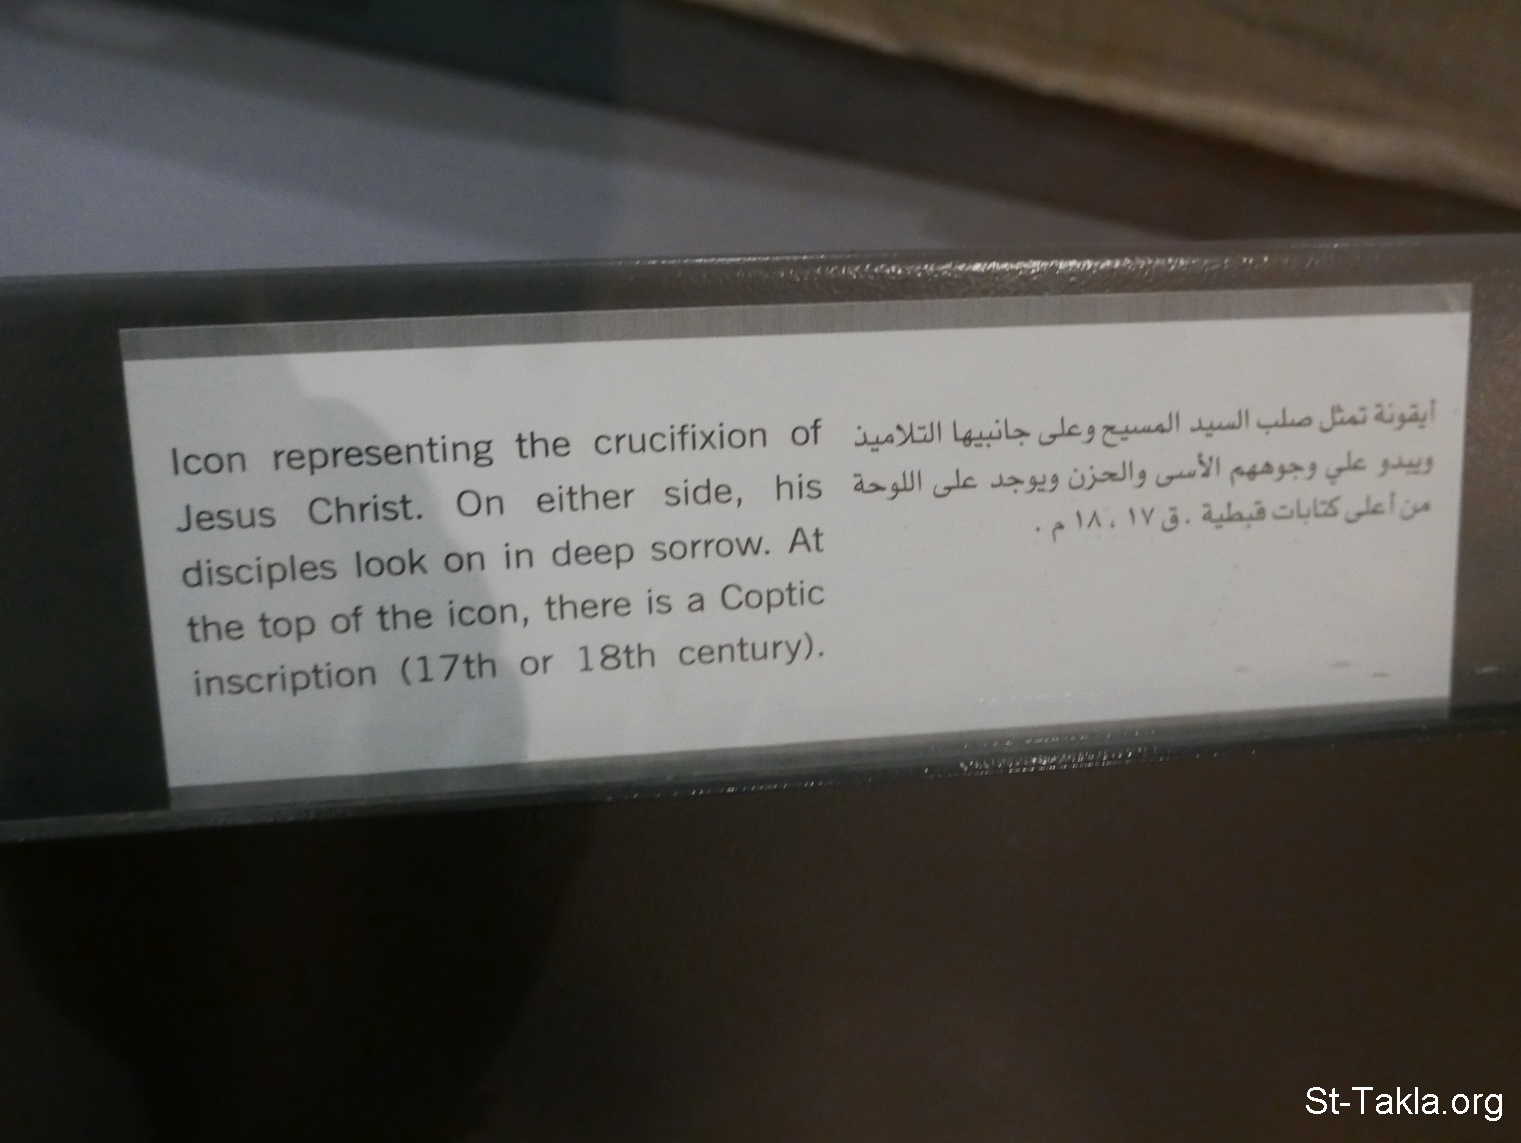 Icon representing the crucifixion of
Jesus Christ. On either side, his
disciples look on in deep sorrow. At
the top of the icon, there is a Coptic
inscription (17th or 18th century).
أيقونة تمثل صلب السيد المسيح وعلى جانبيها التلاميذ
ويبدو علي وجوههم الأسى والحزن ويوجد على اللوحة
من أعلى كتابات قبطية . ق ١٧ ، ١٨ م .
St-Takla.org